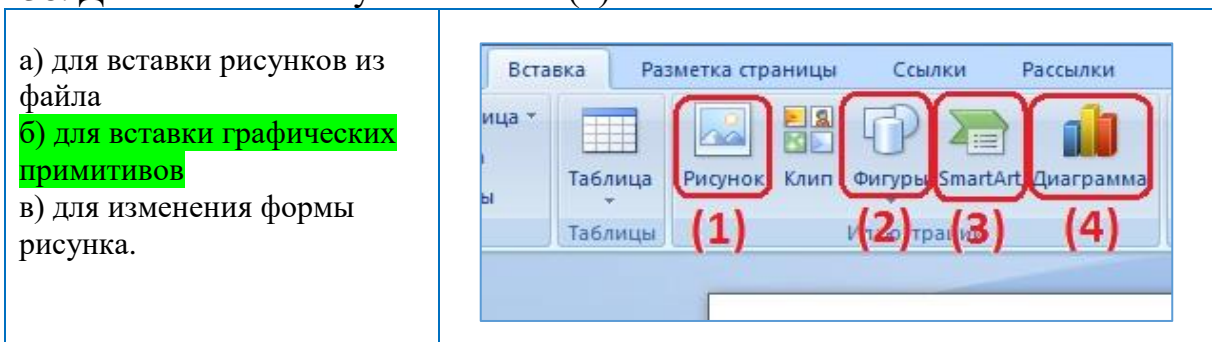 а) для вставки рисунков из
файла
б) для вставки графических
примитивов
в) для изменения формы
рисунка.
Вставка Разметка страницы Ссылки Рассылки
ица
ы
Таблица Рисунок Клип Фигуры SmartArt Диаграмма
Таблицы (1) (2) (3) (4)